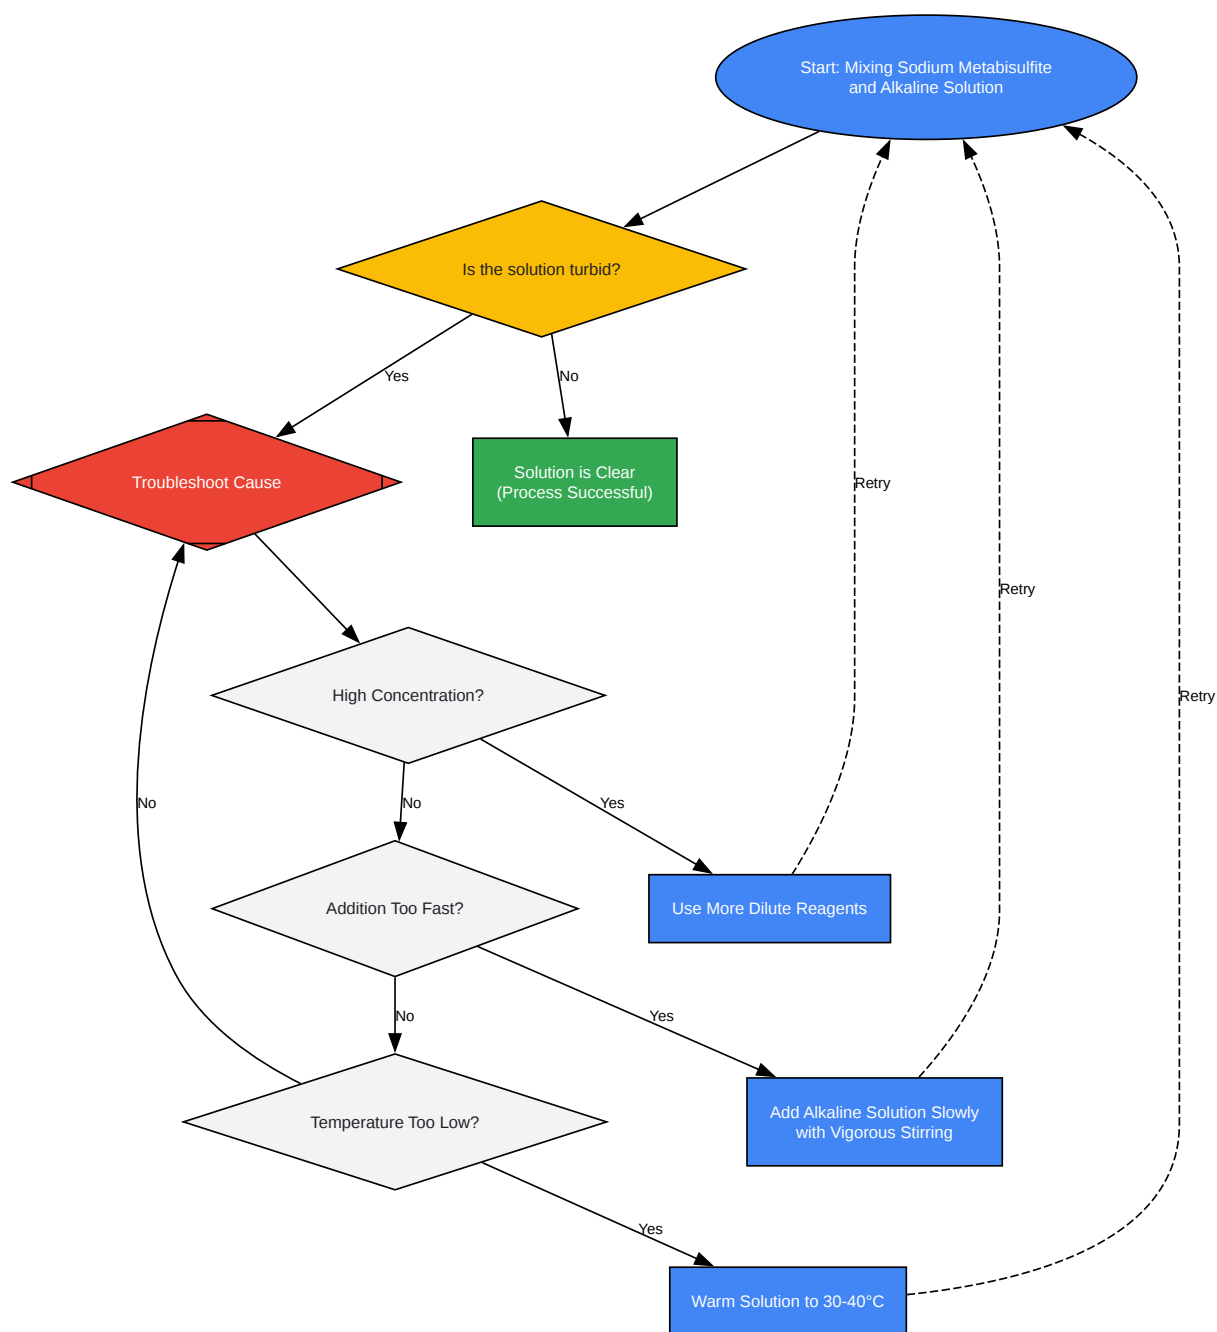 Start: Mixing Sodium Metabisulfite
and Alkaline Solution
Is the solution turbid?
Yes
No
Troubleshoot Cause
Solution is Clear
(Process Successful)
Retry
Retry
High Concentration?
Retry
No
No
Yes
Addition Too Fast?
Use More Dilute Reagents
No
Yes
Temperature Too Low?
Add Alkaline Solution Slowly
with Vigorous Stirring
Yes
Warm Solution to 30-40°C